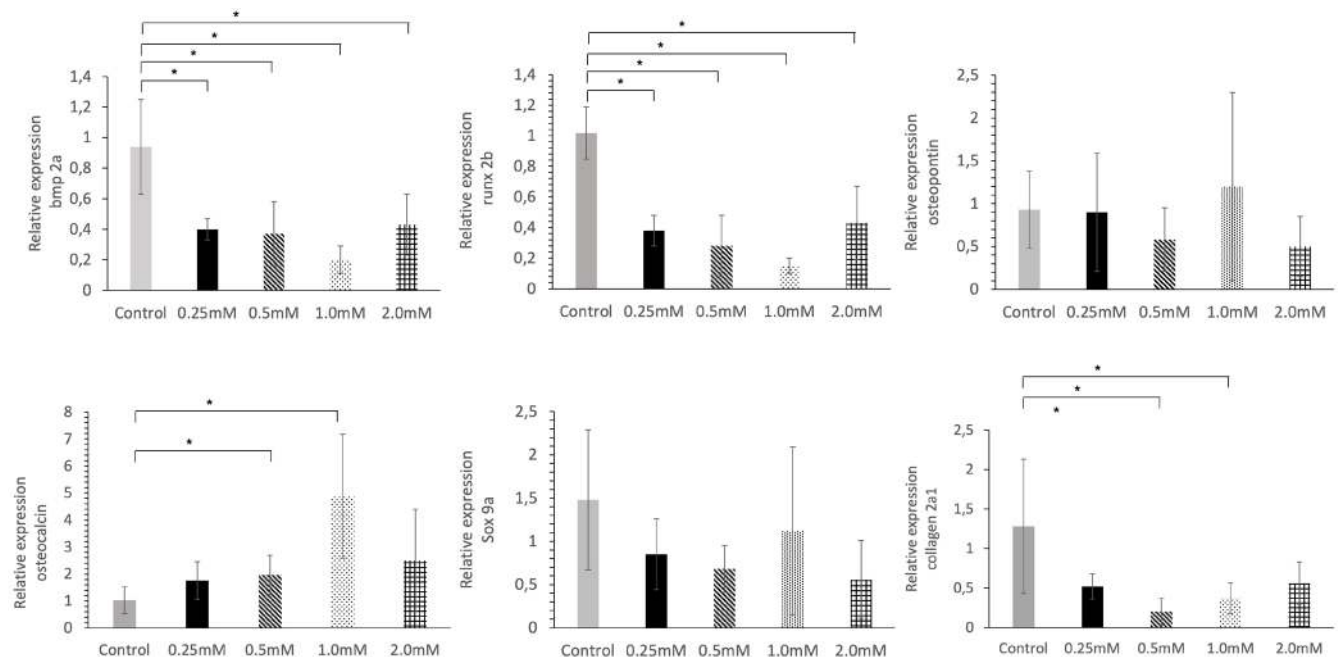 * * * *
Relative expression
bmp 2a
1,4
1,2
1
0,8
0,6
0,4
0,2
0
Control 0.25mM 0.5mM 1.0mM 2.0mM
* * * *
Relative expression
runx 2b
1,4
1,2
1
0,8
0,6
0,4
0,2
0
Control 0.25mM 0.5mM 1.0mM 2.0mM
Relative expression
osteopontin
2,5
2
1,5
1
0,5
0
Control 0.25mM 0.5mM 1.0mM 2.0mM
* *
Relative expression
osteocalcin
8
7
6
5
4
3
2
1
0
Control 0.25mM 0.5mM 1.0mM 2.0mM
Relative expression
Sox 9a
2,5
2
1,5
1
0,5
0
Control 0.25mM 0.5mM 1.0mM 2.0mM
* * *
Relative expression
collagen 2a1
2,5
2
1,5
1
0,5
0
Control 0.25mM 0.5mM 1.0mM 2.0mM